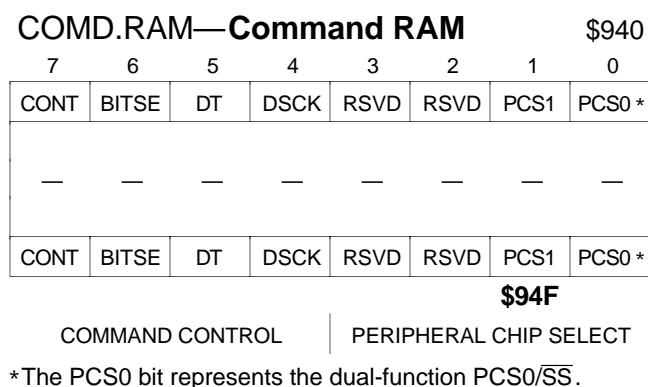 COMD.RAM—Command RAM $940
7 6 5 4 3 2 1 0
CONT BITSE DT DSCK RSVD RSVD PCS1 PCS0 *
— — — — — — — —
CONT BITSE DT DSCK RSVD RSVD PCS1 PCS0 *
$94F
COMMAND CONTROL PERIPHERAL CHIP SELECT
*The PCS0 bit represents the dual-function PCS0/S̅S̅.